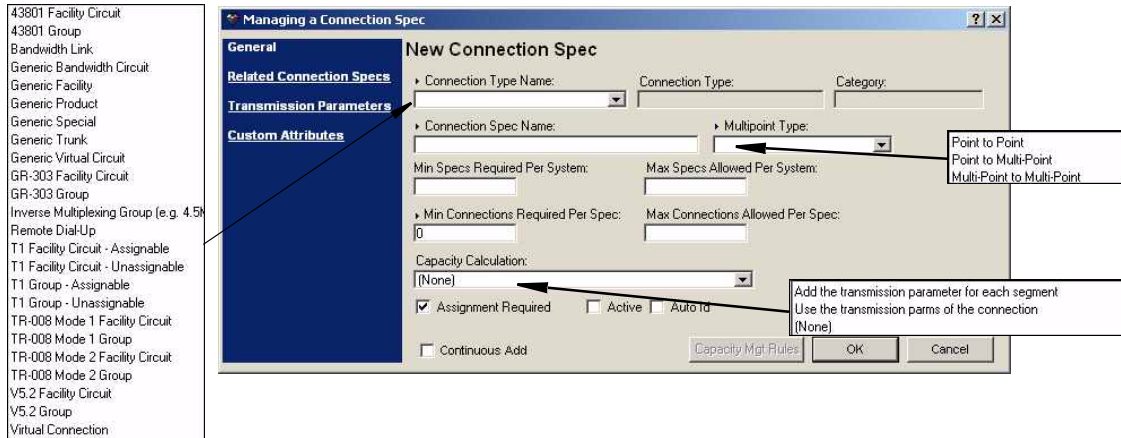 43801 Facility Circuit
43801 Group
Bandwidth Link
Generic Bandwidth Circuit
Generic Facility
Generic Product
Generic Special
Generic Trunk
Generic Virtual Circuit
GR-303 Facility Circuit
GR-303 Group
Inverse Multiplexing Group (e.g. 4.5M
Remote Dial-Up
T1 Facility Circuit - Assignable
T1 Facility Circuit - Unassignable
T1 Group - Assignable
T1 Group - Unassignable
TR-008 Mode 1 Facility Circuit
TR-008 Mode 1 Group
TR-008 Mode 2 Facility Circuit
TR-008 Mode 2 Group
V5.2 Facility Circuit
V5.2 Group
Virtual Connection
Managing a Connection Spec
General
Related Connection Specs
Transmission Parameters
Custom Attributes
New Connection Spec
Connection Type Name: Connection Type: Category:
Connection Spec Name: Multipoint Type:
Min Specs Required Per System: Max Specs Allowed Per System:
Min Connections Required Per Spec: Max Connections Allowed Per Spec:
0
Capacity Calculation:
(None)
Assignment Required Active Auto Id
Continuous Add Capacity Mgt Rules OK Cancel
Point to Point
Point to Multi-Point
Multi-Point to Multi-Point
Add the transmission parameter for each segment
Use the transmission parms of the connection
(None)